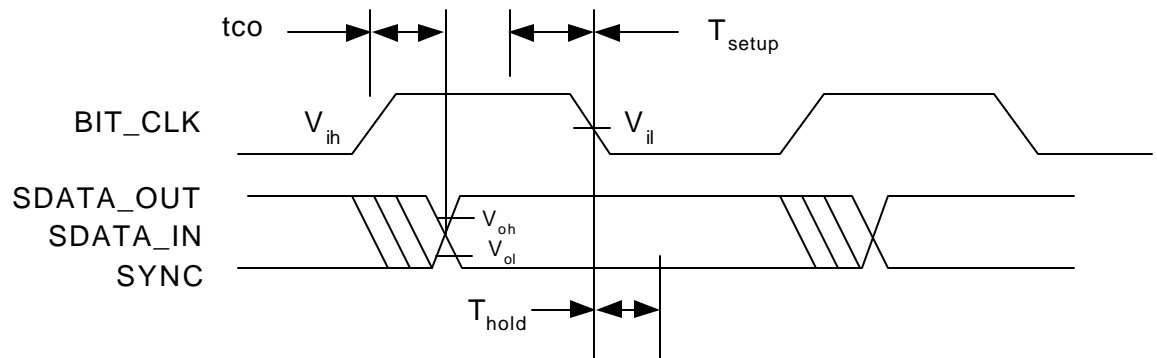 tco
T setup
BIT_CLK
V ih
V il
SDATA_OUT
V oh
SDATA_IN
V ol
SYNC
T hold